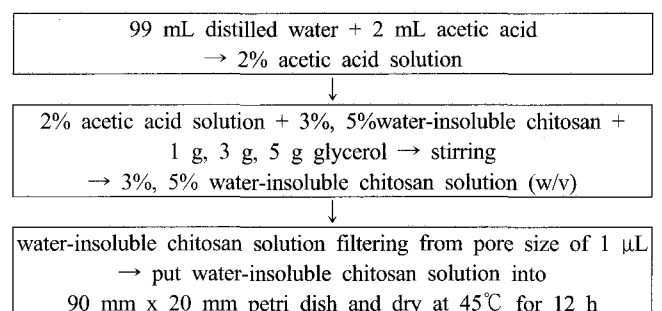 99 mL distilled water + 2 mL acetic acid
→ 2% acetic acid solution
↓
2% acetic acid solution + 3%, 5%water-insoluble chitosan +
1 g, 3 g, 5 g glycerol → stirring
→ 3%, 5% water-insoluble chitosan solution (w/v)
↓
water-insoluble chitosan solution filtering from pore size of 1 μL
→ put water-insoluble chitosan solution into
90 mm x 20 mm petri dish and dry at 45℃ for 12 h